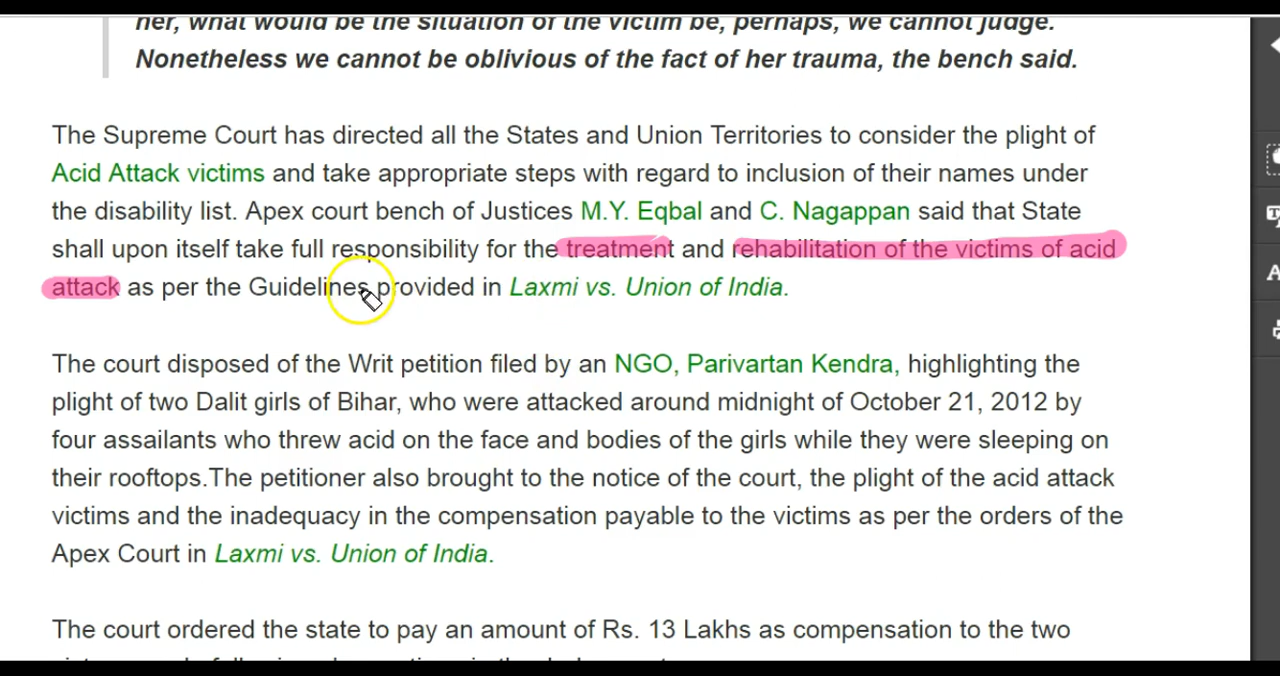 her, what would be the situation of the victim be, perhaps, we cannot judge.
Nonetheless we cannot be oblivious of the fact of her trauma, the bench said.
The Supreme Court has directed all the States and Union Territories to consider the plight of
Acid Attack victims and take appropriate steps with regard to inclusion of their names under
the disability list. Apex court bench of Justices M.Y. Eqbal and C. Nagappan said that State
shall upon itself take full responsibility for the treatment and rehabilitation of the victims of acid
attack as per the Guidelines provided in Laxmi vs. Union of India.
The court disposed of the Writ petition filed by an NGO, Parivartan Kendra, highlighting the
plight of two Dalit girls of Bihar, who were attacked around midnight of October 21, 2012 by
four assailants who threw acid on the face and bodies of the girls while they were sleeping on
their rooftops.The petitioner also brought to the notice of the court, the plight of the acid attack
victims and the inadequacy in the compensation payable to the victims as per the orders of the
Apex Court in Laxmi vs. Union of India.
The court ordered the state to pay an amount of Rs. 13 Lakhs as compensation to the two